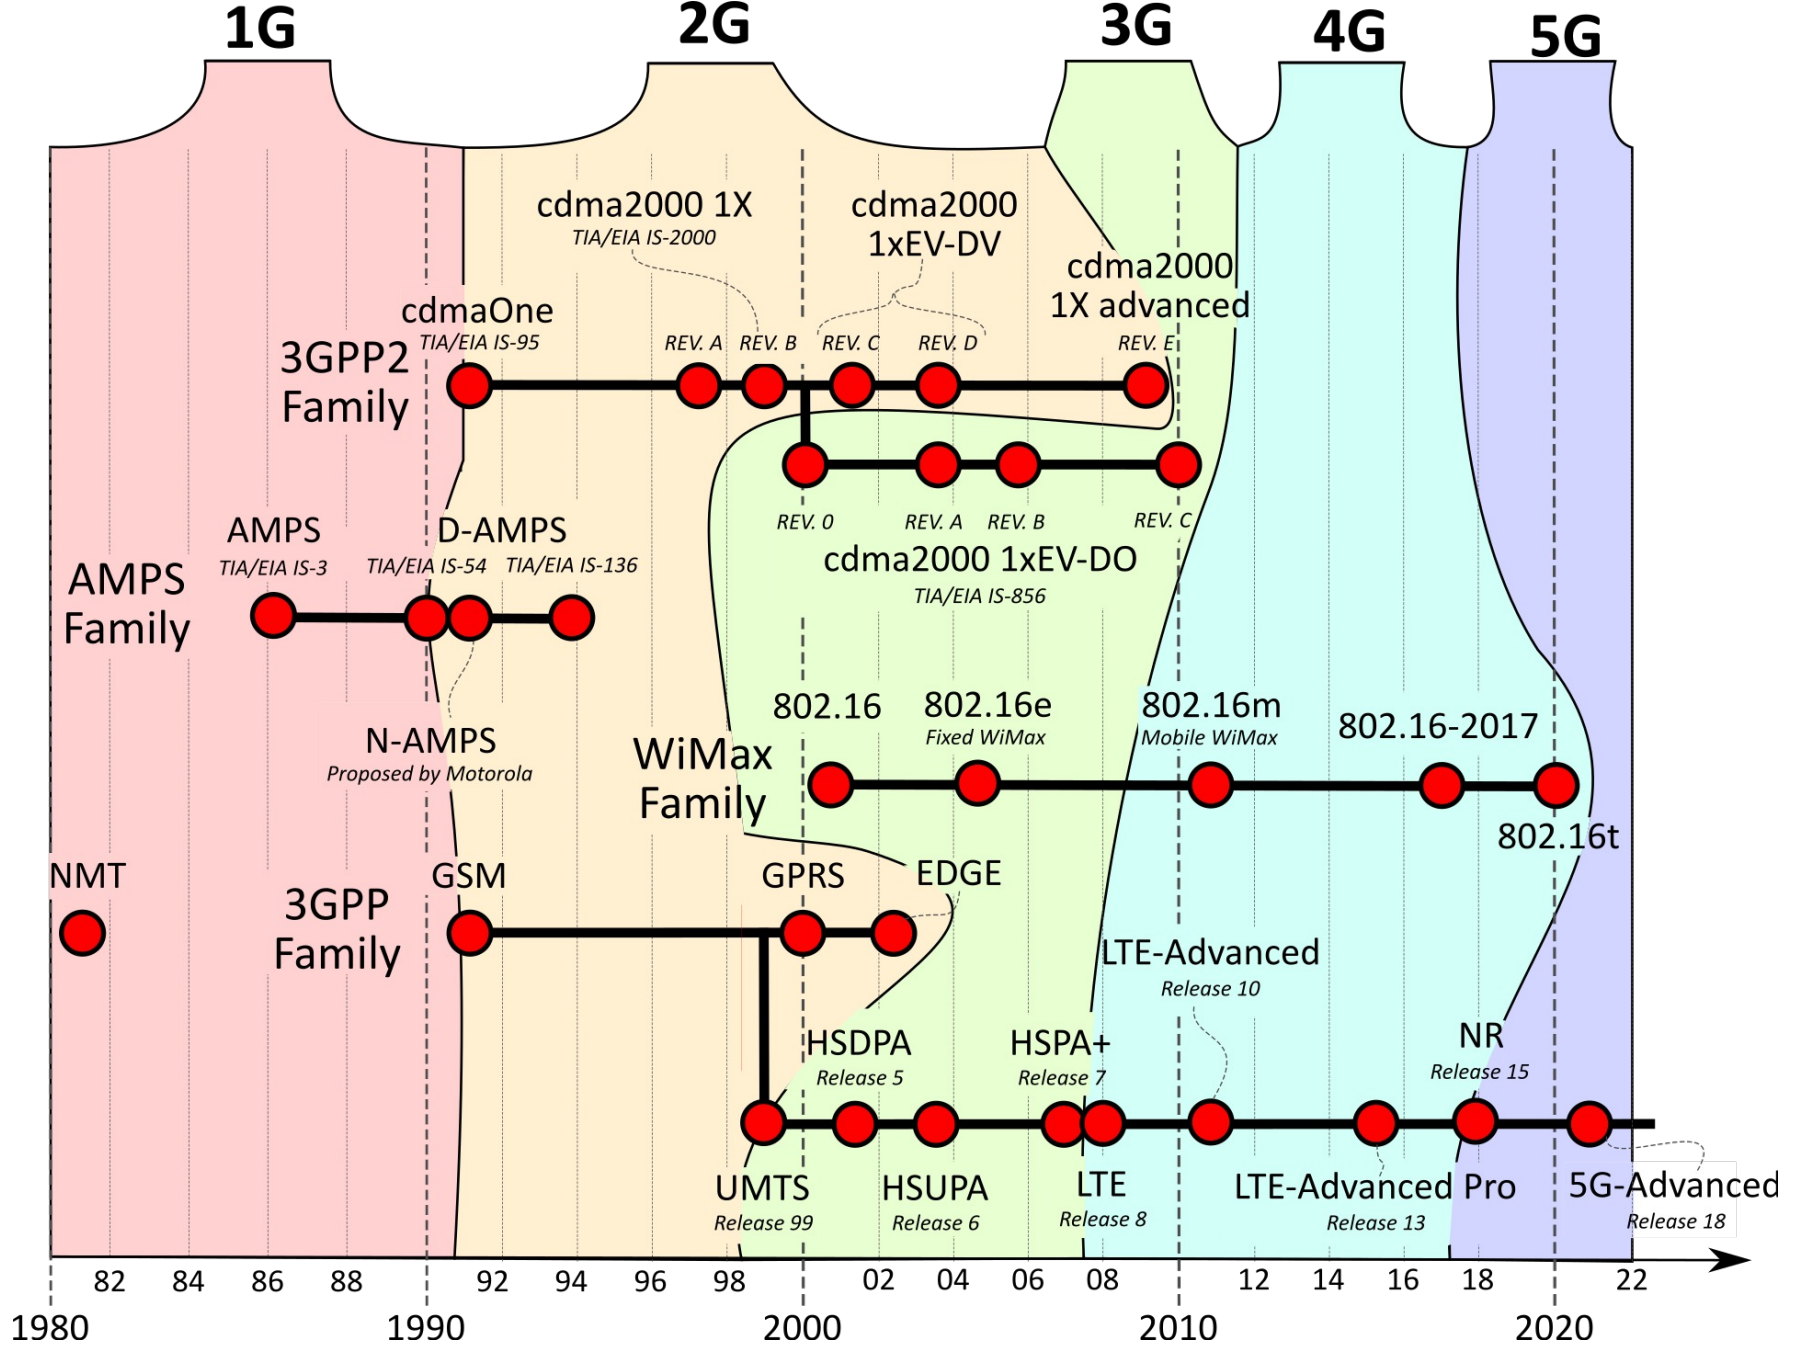 1G
2G
3G
4G
5G
cdma2000 1X
TIA/EIA IS-2000
cdma2000
1xEV-DV
cdma2000
1X advanced
cdmaOne
TIA/EIA IS-95
REV. A
REV. B
REV. C
REV. D
REV. E
3GPP2
Family
REV. 0
REV. A
REV. B
REV. C
cdma2000 1xEV-DO
TIA/EIA IS-856
AMPS
TIA/EIA IS-3
D-AMPS
TIA/EIA IS-54
TIA/EIA IS-136
AMPS
Family
N-AMPS
Proposed by Motorola
802.16
802.16e
Fixed WiMax
802.16m
Mobile WiMax
802.16-2017
WiMax
Family
802.16t
NMT
GSM
GPRS
EDGE
3GPP
Family
LTE-Advanced
Release 10
HSDPA
Release 5
HSPA+
Release 7
NR
Release 15
UMTS
Release 99
HSUPA
Release 6
LTE
Release 8
LTE-Advanced Pro
Release 13
5G-Advanced
Release 18
82 84 86 88 92 94 96 98 02 04 06 08 12 14 16 18 22
1980 1990 2000 2010 2020